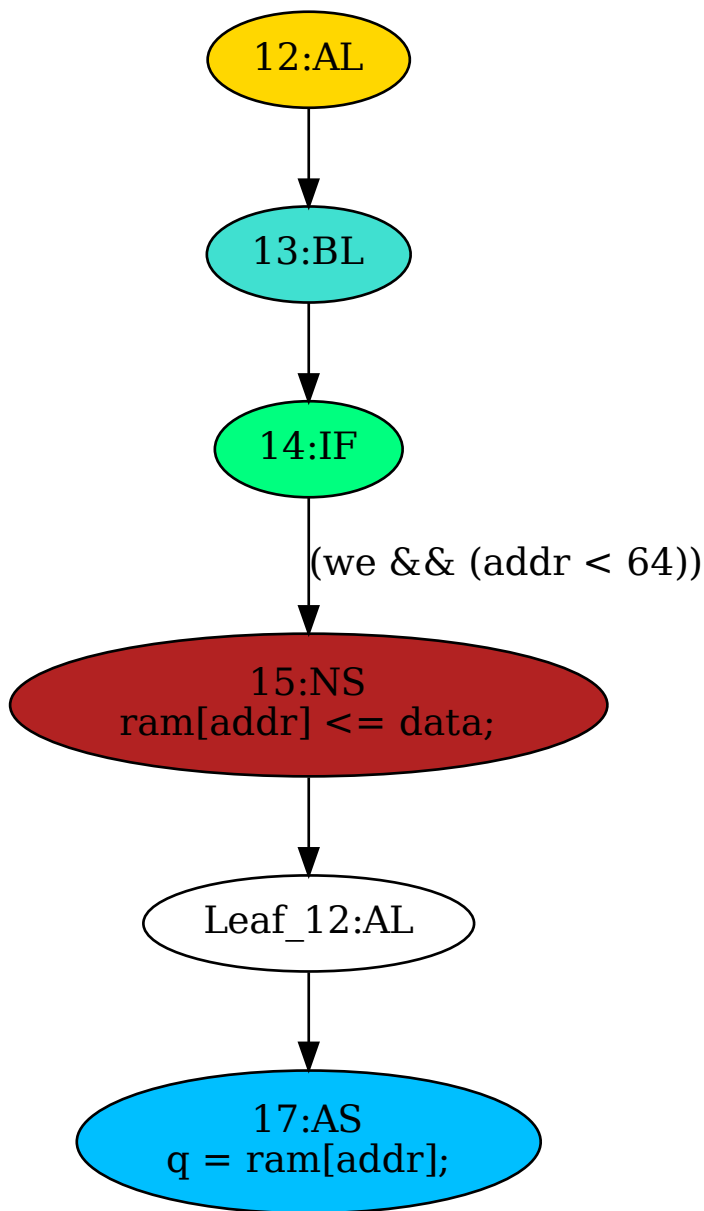 12:AL
13:BL
14:IF
(we && (addr < 64))
15:NS
ram[addr] <= data;
Leaf_12:AL
17:AS
q = ram[addr];